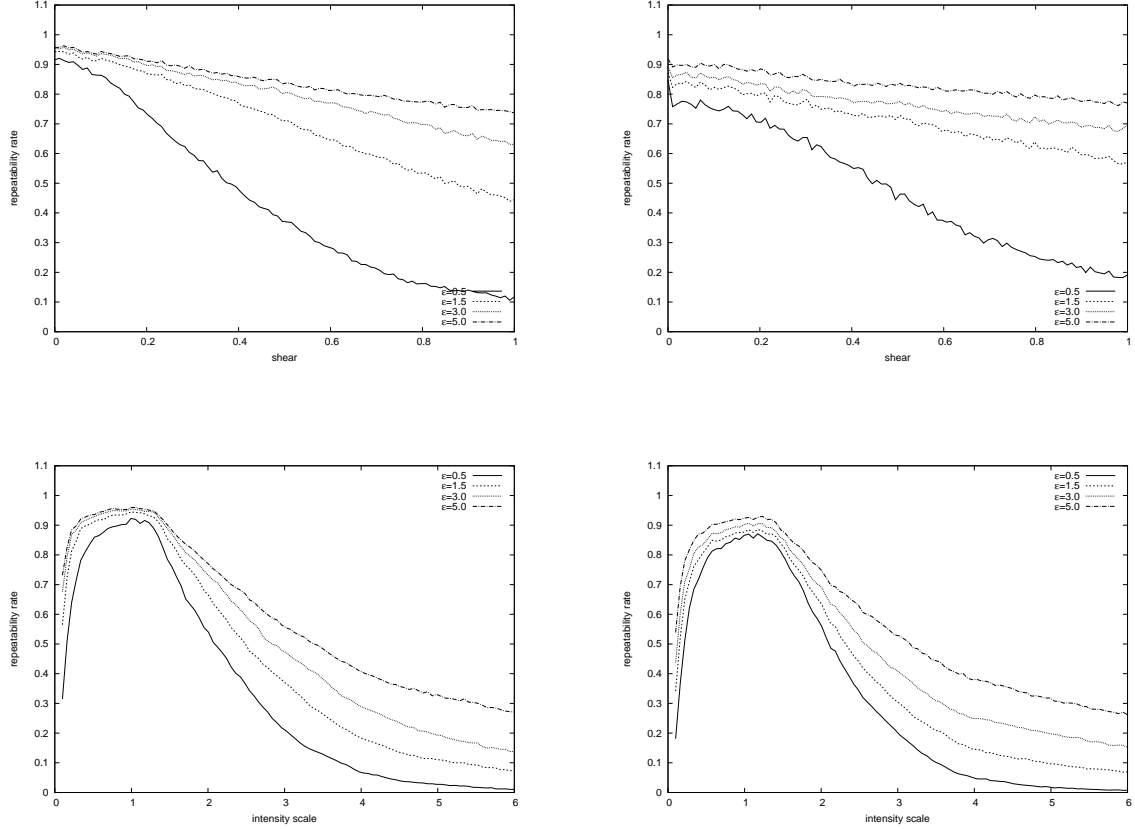 1.1
1
0.9
0.8
0.7
0.6
0.5
0.4
0.3
0.2
0.1
0
repeatability rate
ε=0.5
ε=1.5
ε=3.0
ε=5.0
0 0.2 0.4 0.6 0.8 1
shear
1.1
1
0.9
0.8
0.7
0.6
0.5
0.4
0.3
0.2
0.1
0
repeatability rate
ε=0.5
ε=1.5
ε=3.0
ε=5.0
0 0.2 0.4 0.6 0.8 1
shear
1.1
1
0.9
0.8
0.7
0.6
0.5
0.4
0.3
0.2
0.1
0
repeatability rate
ε=0.5
ε=1.5
ε=3.0
ε=5.0
0 1 2 3 4 5 6
intensity scale
1.1
1
0.9
0.8
0.7
0.6
0.5
0.4
0.3
0.2
0.1
0
repeatability rate
ε=0.5
ε=1.5
ε=3.0
ε=5.0
0 1 2 3 4 5 6
intensity scale